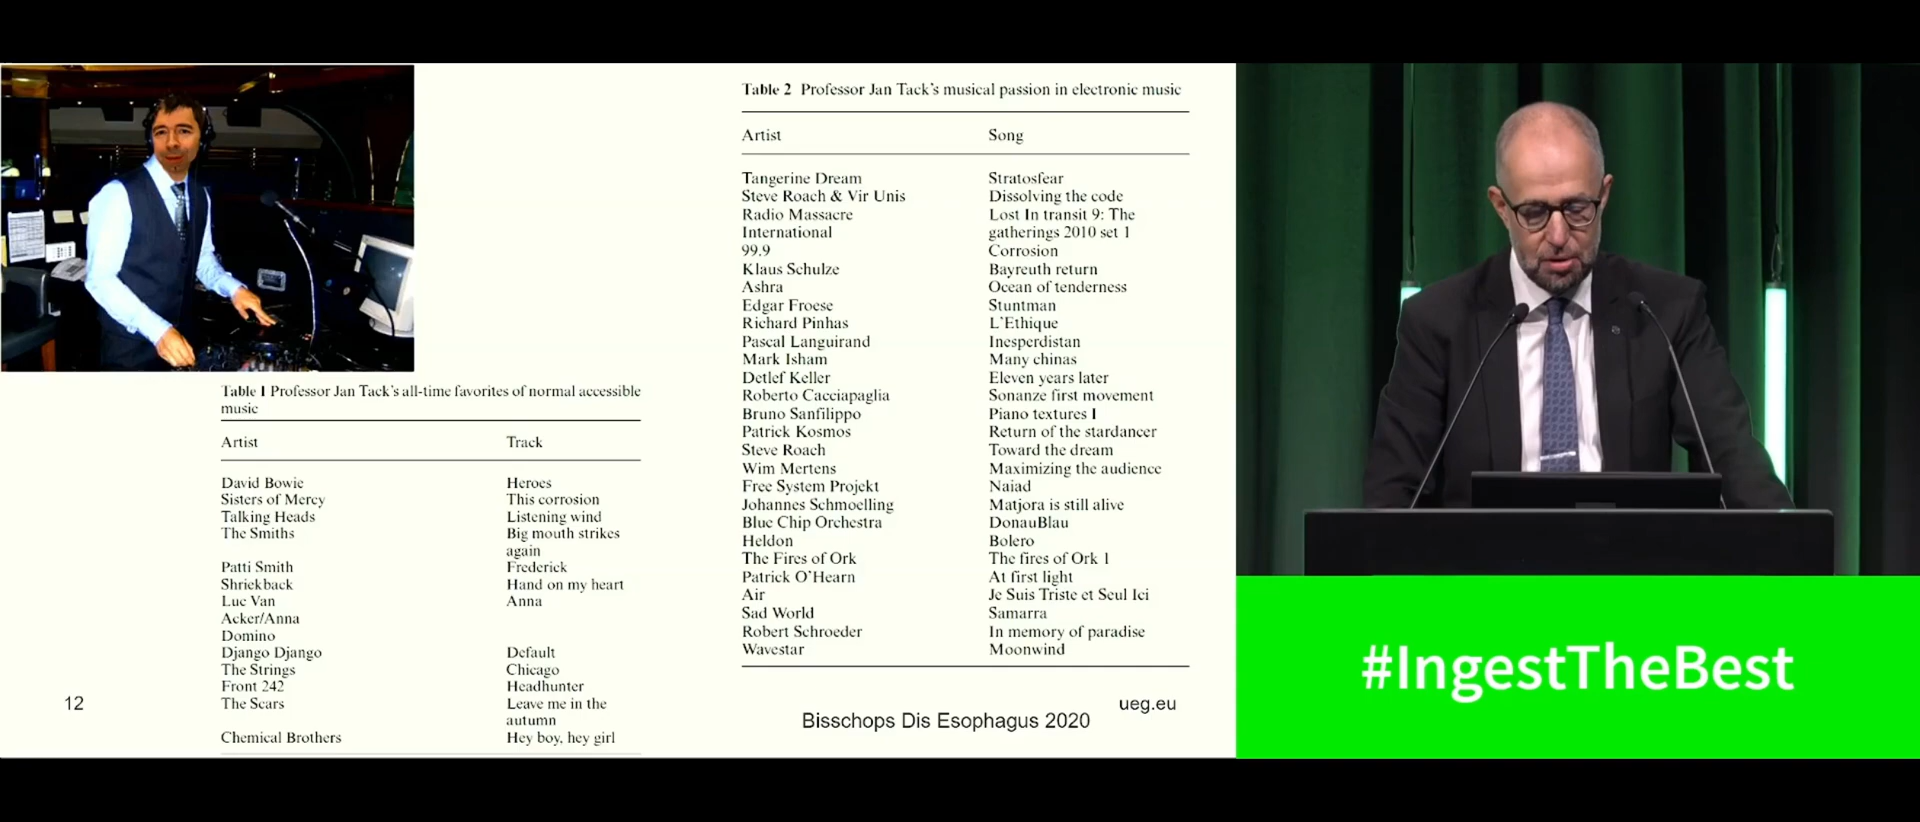 Table 1 Professor Jan Tack's all-time favorites of normal accessible
music
Artist Track
David Bowie Heroes
Sisters of Mercy This corrosion
Talking Heads Listening wind
The Smiths Big mouth strikes
again
Patti Smith Frederick
Shriekback Hand on my heart
Luc Van Anna
Acker/Anna
Domino
Django Django Default
The Strings Chicago
Front 242 Headhunter
The Scars Leave me in the
autumn
Chemical Brothers Hey boy, hey girl
12
Table 2 Professor Jan Tack's musical passion in electronic music
Artist Song
Tangerine Dream Stratosfear
Steve Roach & Vir Unis Dissolving the code
Radio Massacre Lost In transit 9: The
International gatherings 2010 set 1
99.9 Corrosion
Klaus Schulze Bayreuth return
Ashra Ocean of tenderness
Edgar Froese Stuntman
Richard Pinhas L'Ethique
Pascal Languirand Inesperdistan
Mark Isham Many chinas
Detlef Keller Eleven years later
Roberto Cacciapaglia Sonanze first movement
Bruno Sanfilippo Piano textures 1
Patrick Kosmos Return of the stardancer
Steve Roach Toward the dream
Wim Mertens Maximizing the audience
Free System Projekt Naiad
Johannes Schmoelling Matjora is still alive
Blue Chip Orchestra DonauBlau
Heldon Bolero
The Fires of Ork The fires of Ork 1
Patrick O'Hearn At first light
Air Je Suis Triste et Seul Ici
Sad World Samarra
Robert Schroeder In memory of paradise
Wavestar Moonwind
ueg.eu
Bisschops Dis Esophagus 2020
#IngestTheBest